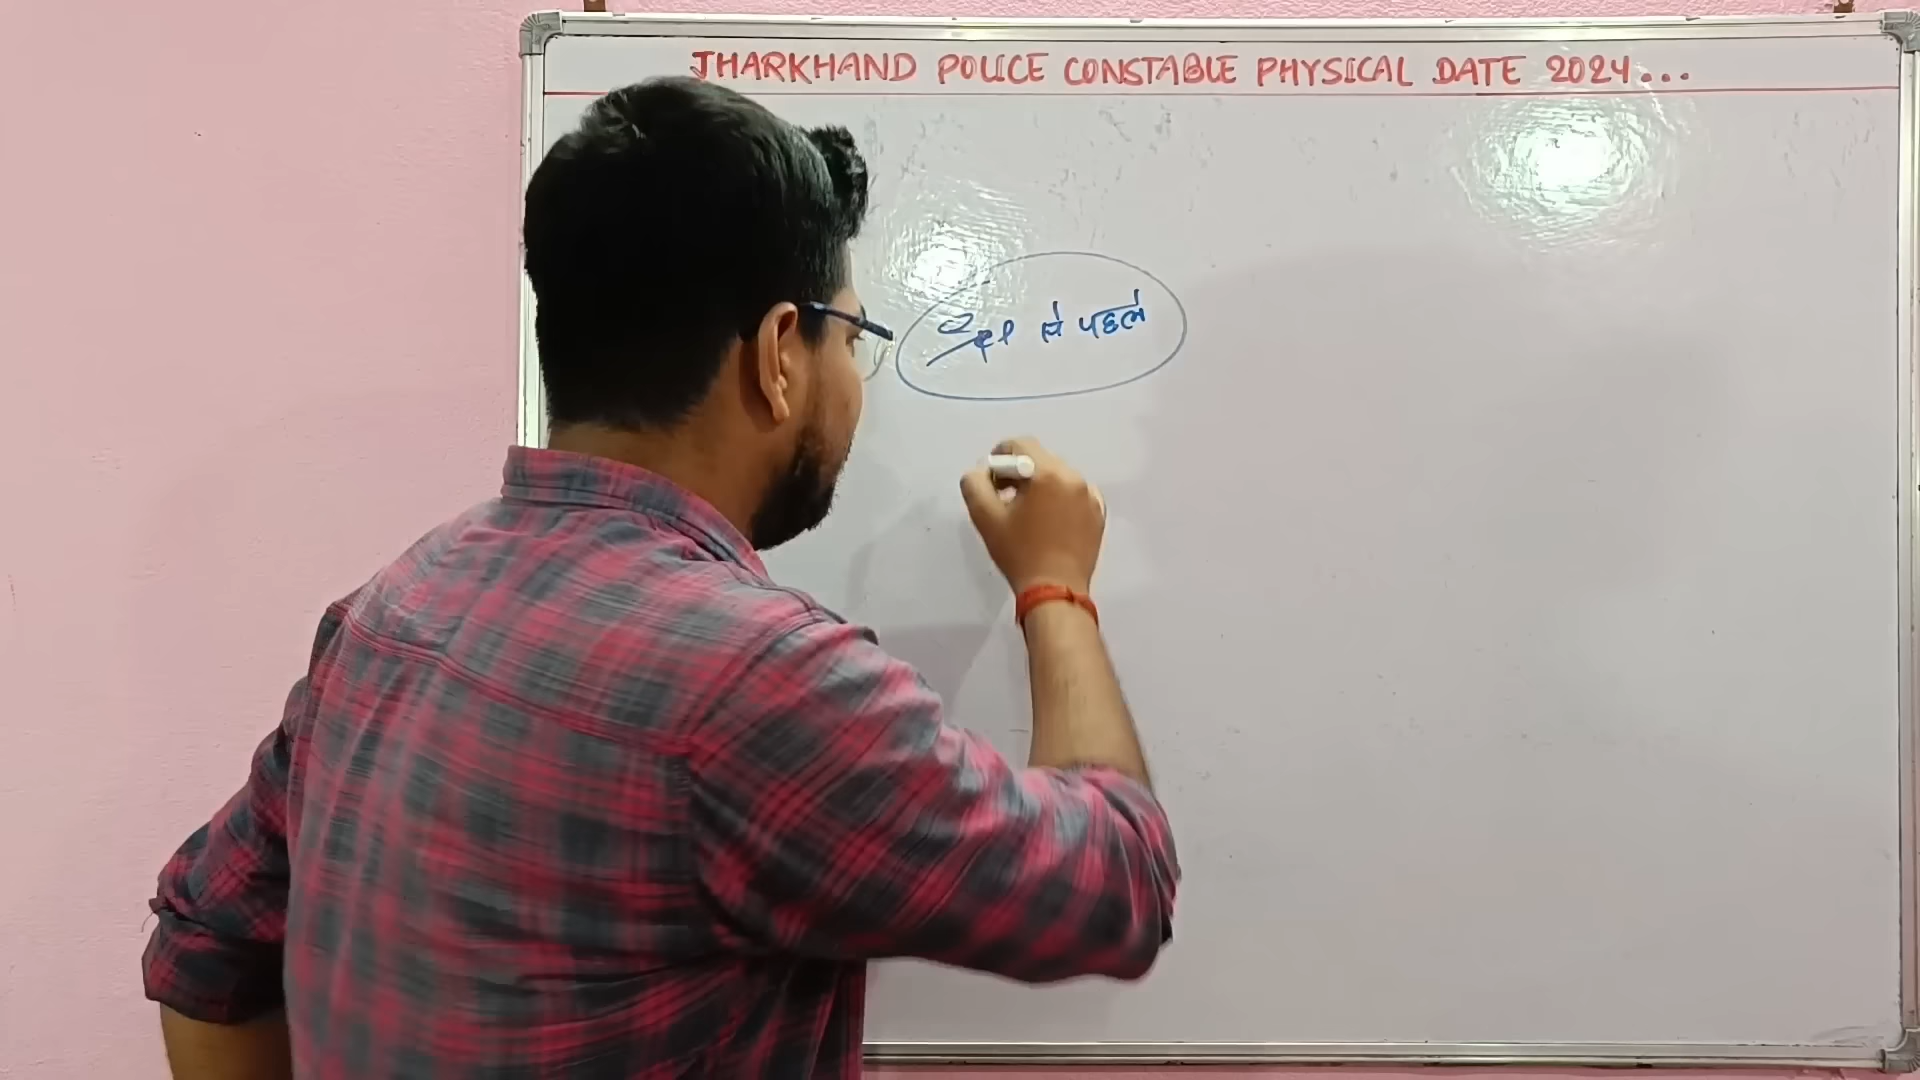 JHARKHAND POLICE CONSTABLE PHYSICAL DATE 2024...
से पहले